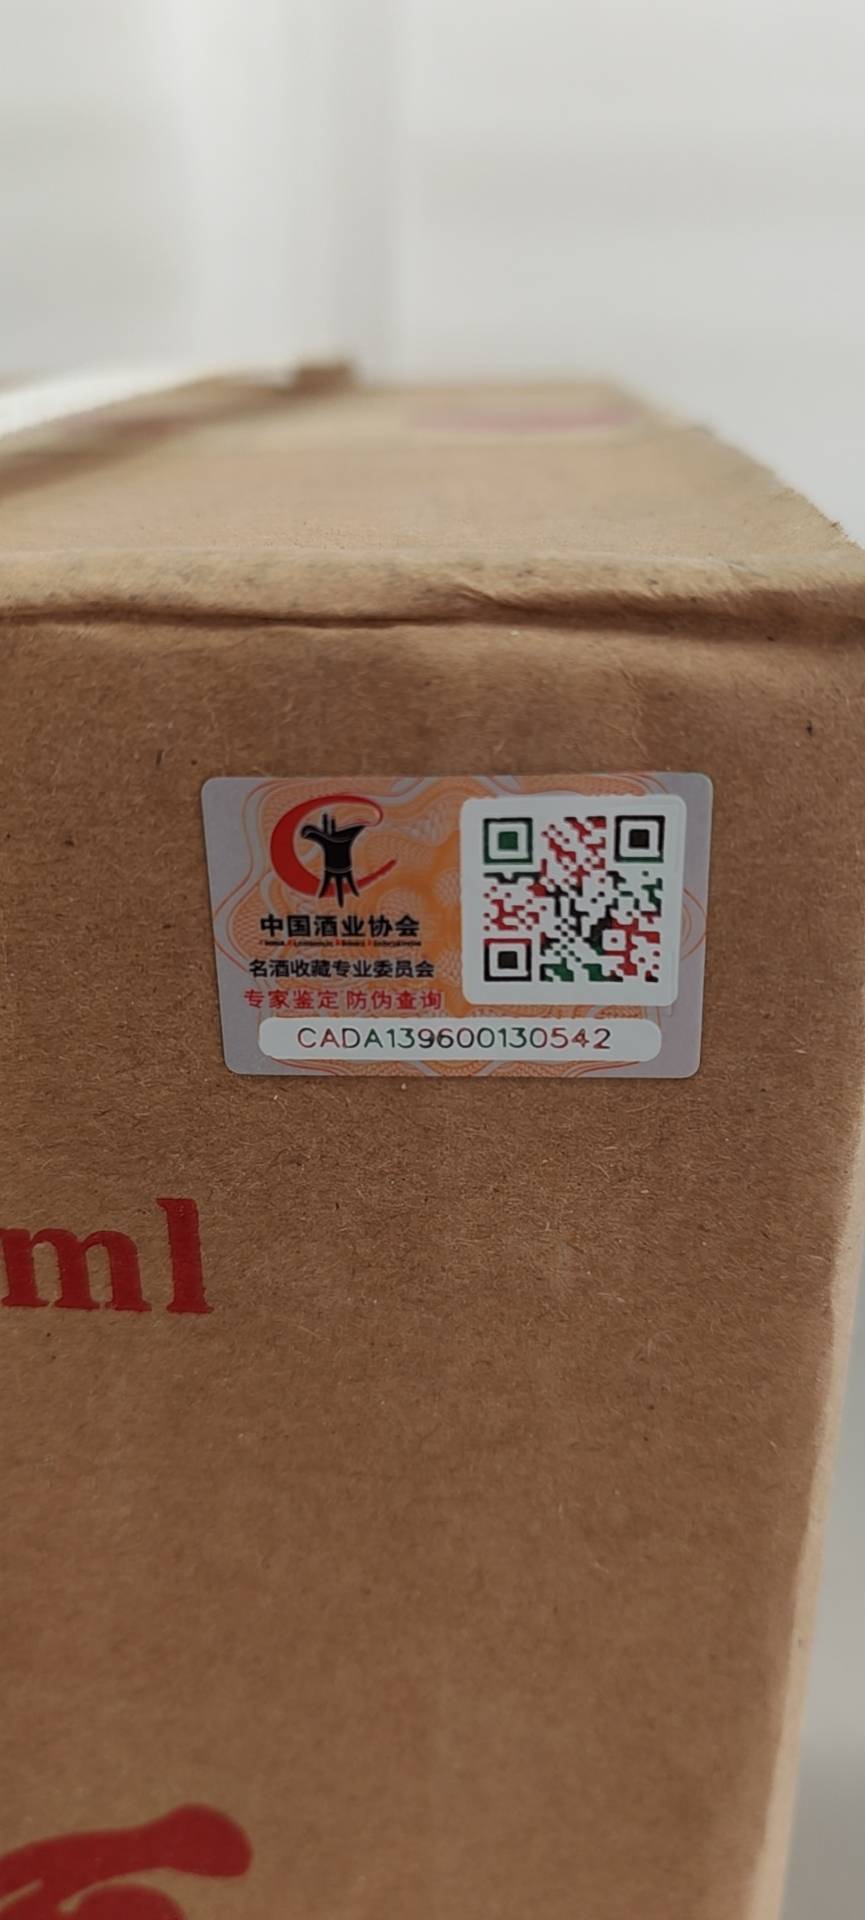 中国酒业协会
名酒收藏专业委员会
专家鉴定 防伪查询
CADA139600130542
ml